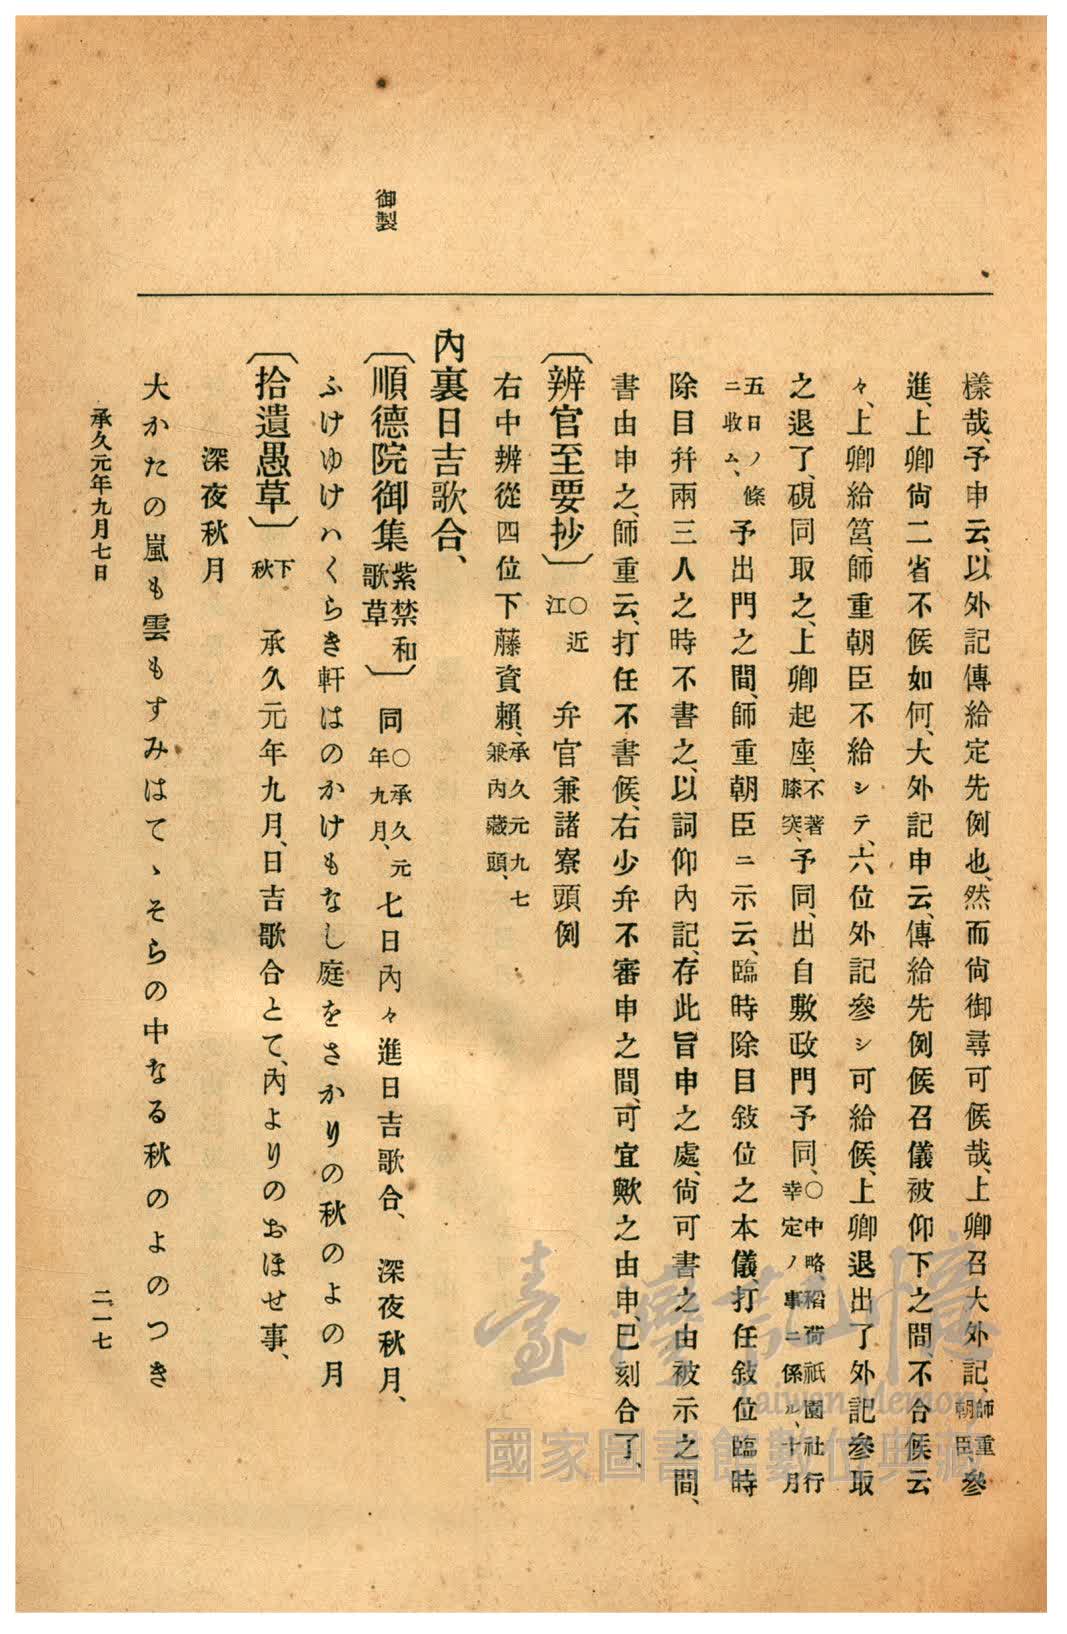 樣哉、予申云、以外記傳給定先例也、然而尙御尋可候哉、上卿召大外記、師重朝臣參
進、上卿尙二省不候如何、大外記申云、傳給先例候召儀被仰下之間、不合候云
々、上卿給筥、師重朝臣不給シテ、六位外記參シ可給候、上卿退出了外記參取
之退了、硯同取之、上卿起座、不著膝突、予同、出自敷政門予同、〇中略稻荷祇園社行幸定ノ事ニ係ル、十月
五日ノ條ニ收ム、予出門之間、師重朝臣ニ示云、臨時除目敍位之本儀打任敍位臨時
除目幷兩三人之時不書之、以詞仰內記、存此旨申之處、尙可書之由被示之間、
書由申之、師重云、打任不書候、右少弁不審申之間、可宜歟之由申、巳刻合了、
〔辨官至要抄〕〇近江 弁官兼諸寮頭例
右中辨從四位下藤資賴、承久元九七兼內藏頭、
內裏日吉歌合、
御製
〔順德院御集紫禁和歌草〕同〇承久元年九月、七日內々進日吉歌合、深夜秋月、
ふけゆけハくらき軒はのかけもなし庭をさかりの秋のよの月
〔拾遺愚草〕下秋 承久元年九月、日吉歌合とて、內よりのおほせ事、
深夜秋月
大かたの嵐も雲もすみはてゝそらの中なる秋のよのつき
承久元年九月七日
二一七
臺灣記憶
Taiwan Memory
國家圖書館數位典藏